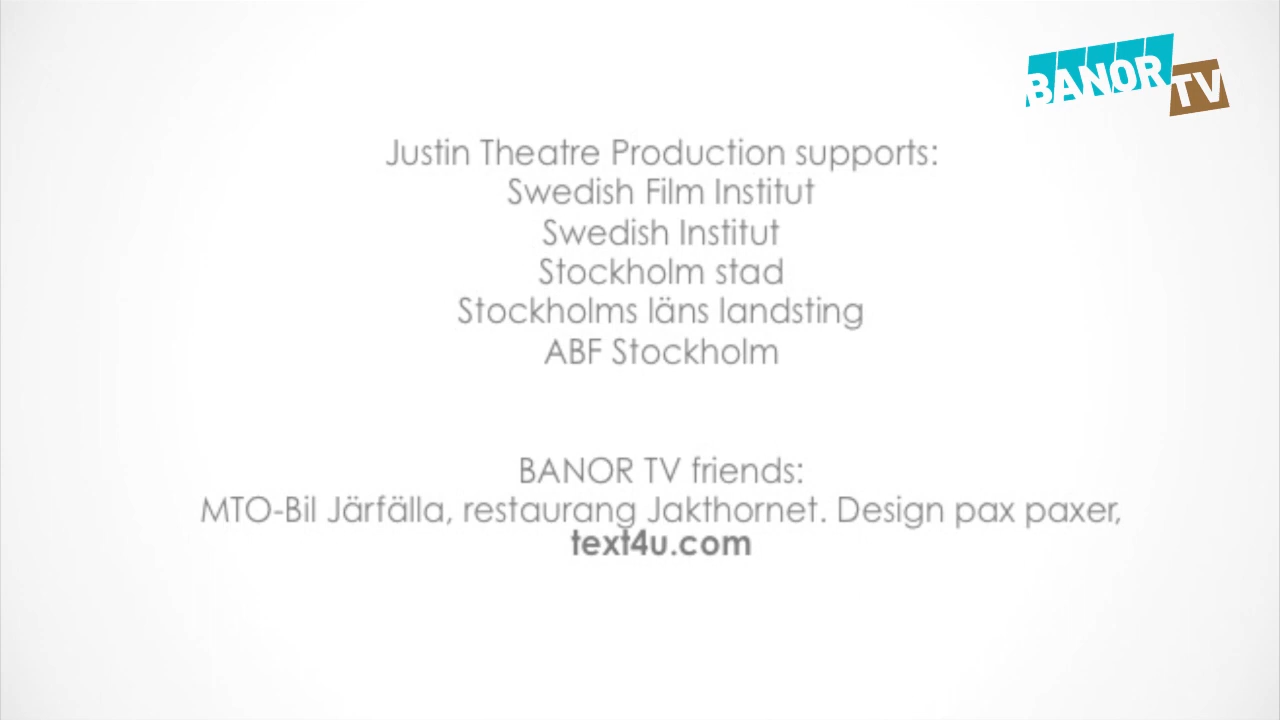 BANOR TV
Justin Theatre Production supports:
Swedish Film Institut
Swedish Institut
Stockholm stad
Stockholms läns landsting
ABF Stockholm
BANOR TV friends:
MTO-Bil Järfälla, restaurang Jakthornet. Design pax paxer,
text4u.com